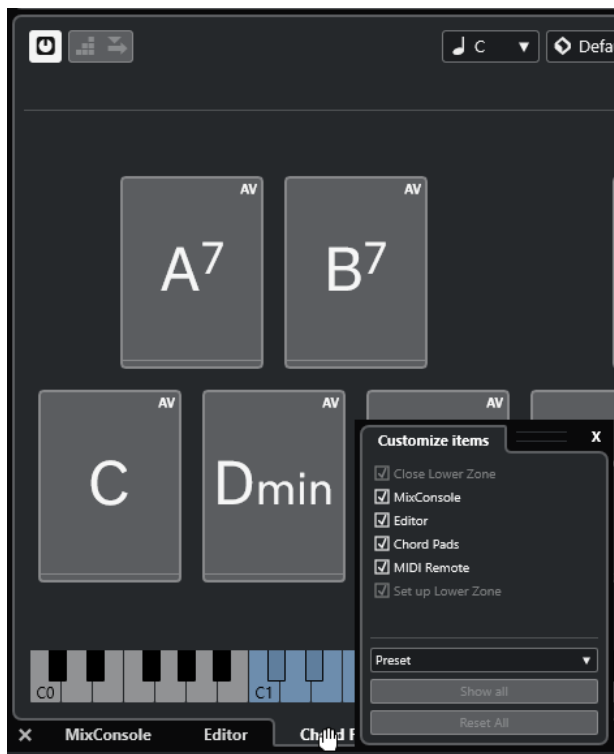 C
AV
AV
A7
B7
AV
AV
AV
C
Dmin
Customize items
X
Close Lower Zone
MixConsole
Editor
Chord Pads
MIDI Remote
Set up Lower Zone
Preset
Show all
Reset All
C0
C1
MixConsole
Editor